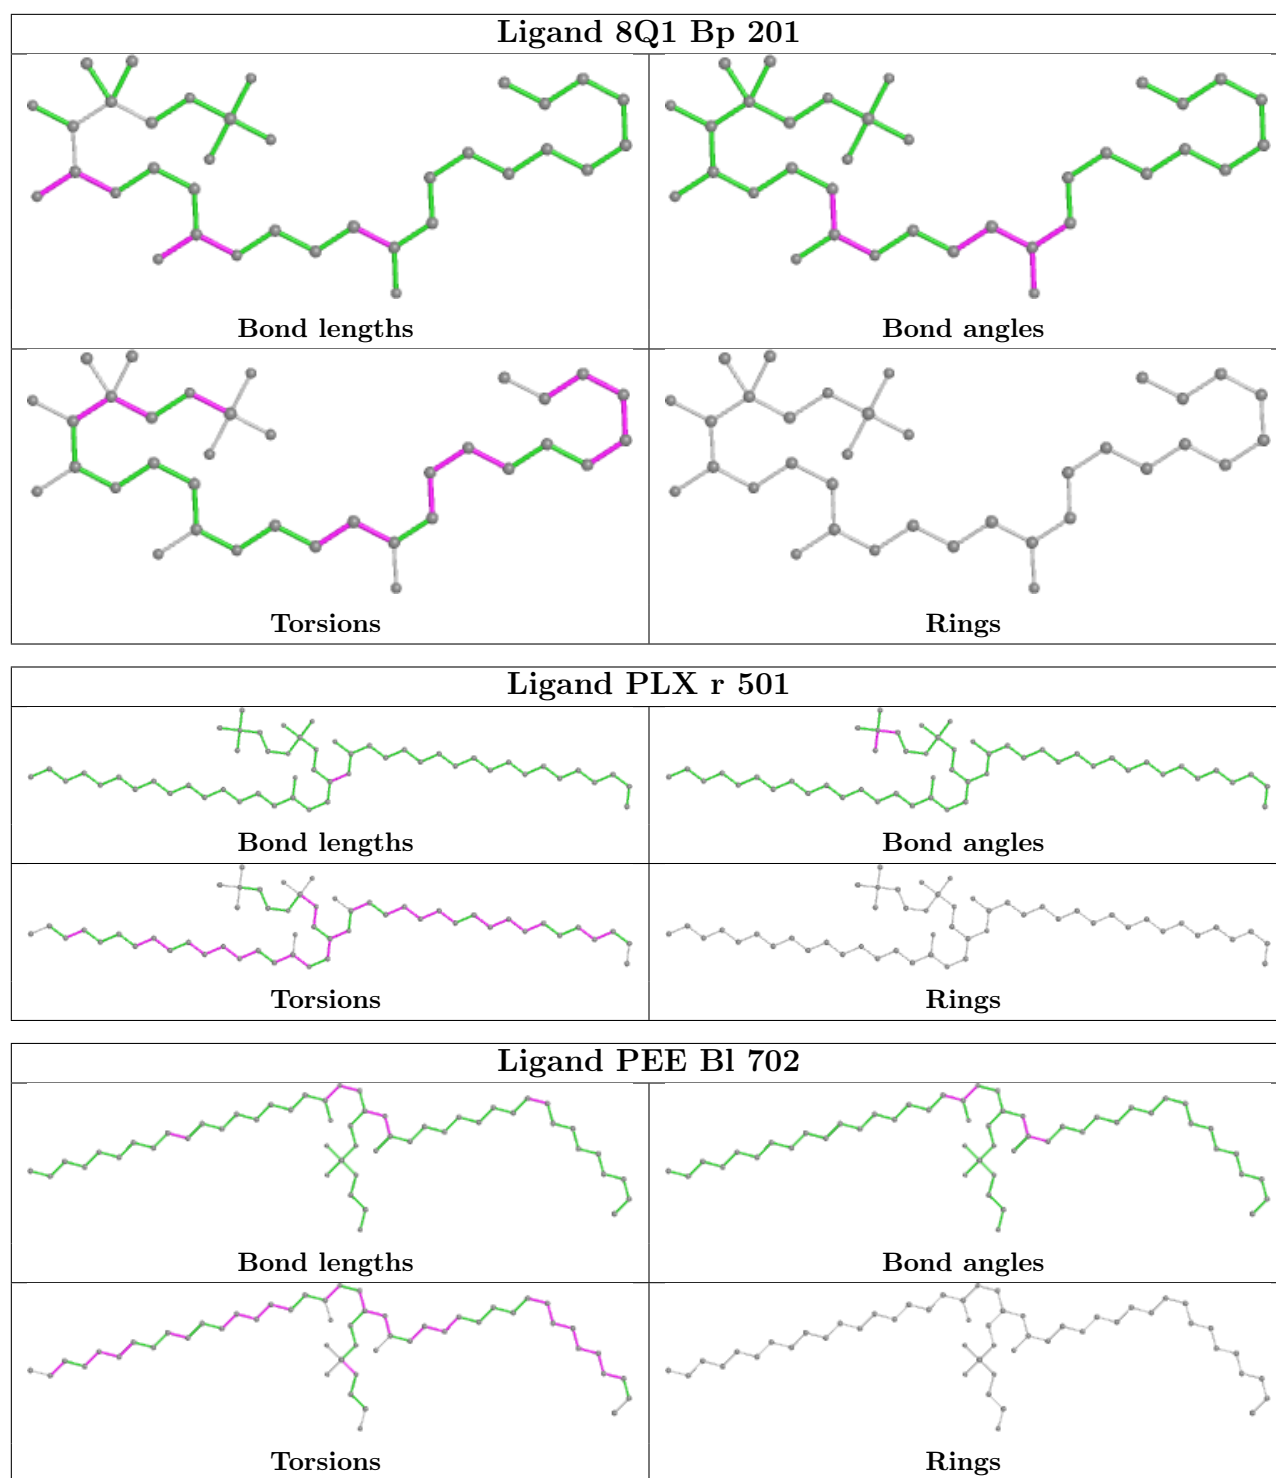 Ligand 8Q1 Bp 201
Bond lengths
Bond angles
Torsions
Rings
Ligand PLX r 501
Bond lengths
Bond angles
Torsions
Rings
Ligand PEE Bl 702
Bond lengths
Bond angles
Torsions
Rings